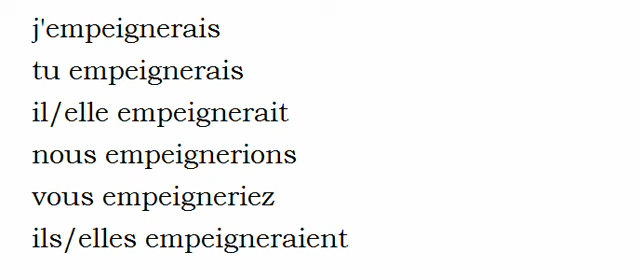 j'empeignerais
tu empeignerais
il/elle empeignerait
nous empeignerions
vous empeigneriez
ils/elles empeigneraient